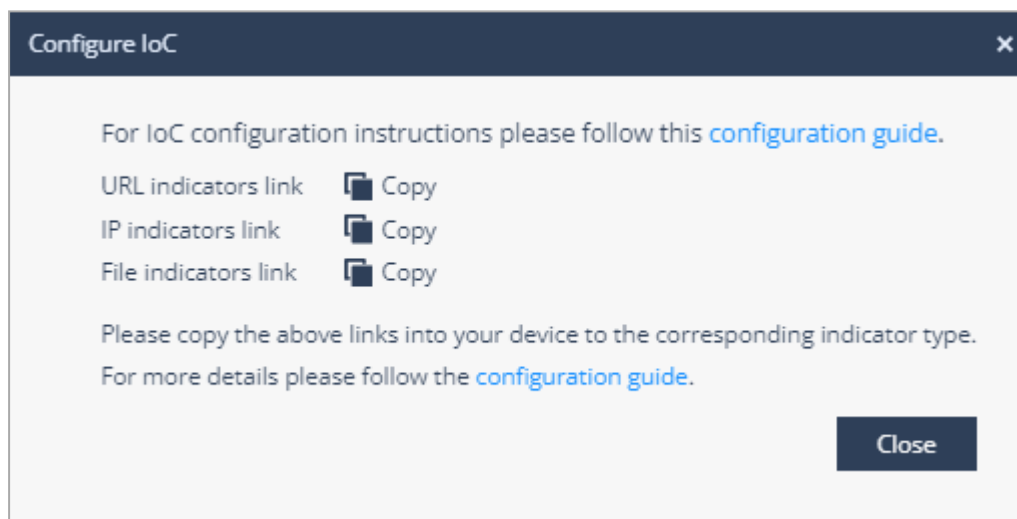 Configure IoC
For IoC configuration instructions please follow this configuration guide.
URL indicators link Copy
IP indicators link Copy
File indicators link Copy
Please copy the above links into your device to the corresponding indicator type.
For more details please follow the configuration guide.
Close